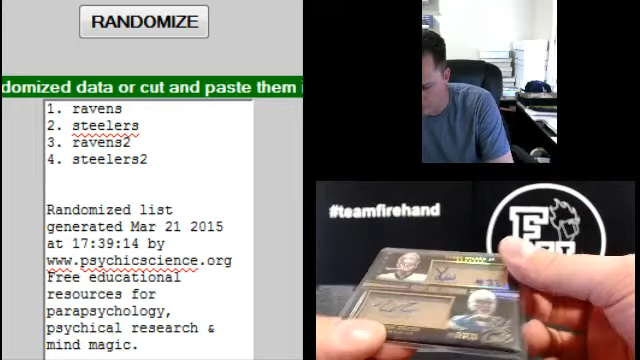 RANDOMIZE
domized data or cut and paste them i
1. ravens
2. steelers
3. ravens2
4. steelers2
Randomized list
generated Mar 21 2015
at 17:39:14 by
www.psychicscience.org
Free educational
resources for
parapsychology,
psychical research &
mind magic.
#teamfirehand